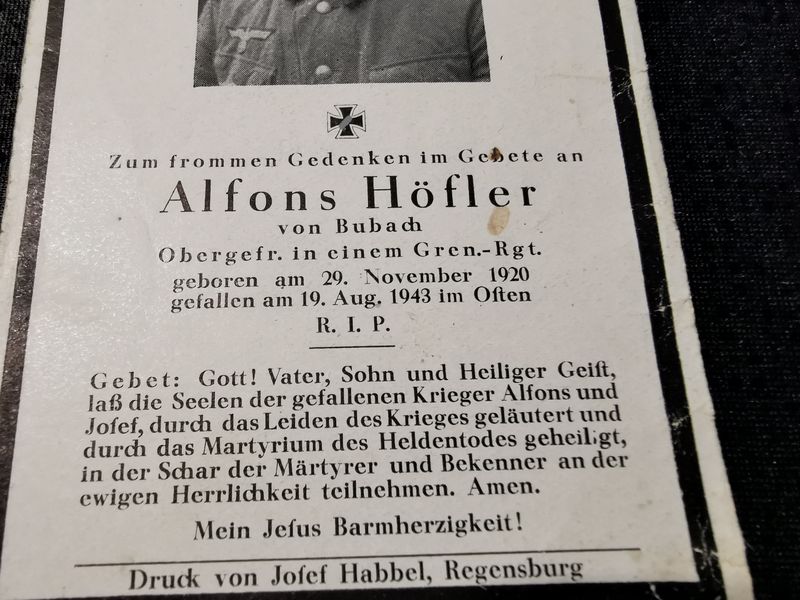 Zum frommen Gedenken im Gebete an
Alfons Höfler
von Bubach
Obergefr. in einem Gren.-Rgt.
geboren am 29. November 1920
gefallen am 19. Aug. 1943 im Oſten
R. I. P.
Gebet: Gott! Vater, Sohn und Heiliger Geiſt,
laß die Seelen der gefallenen Krieger Alfons und
Joſef, durch das Leiden des Krieges geläutert und
durch das Martyrium des Heldentodes geheiligt,
in der Schar der Märtyrer und Bekenner an der
ewigen Herrlichkeit teilnehmen. Amen.
Mein Jeſus Barmherzigkeit!
Druck von Joſef Habbel, Regensburg